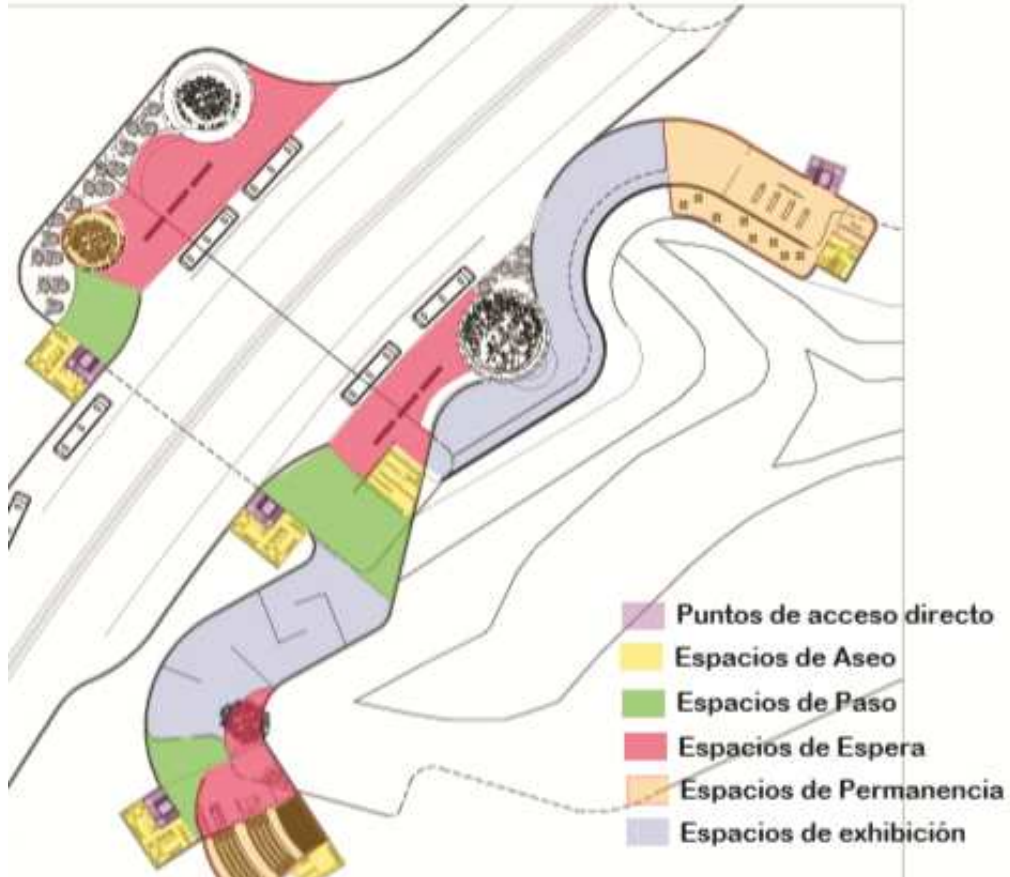 Puntos de acceso directo
Espacios de Aseo
Espacios de Paso
Espacios de Espera
Espacios de Permanencia
Espacios de exhibición